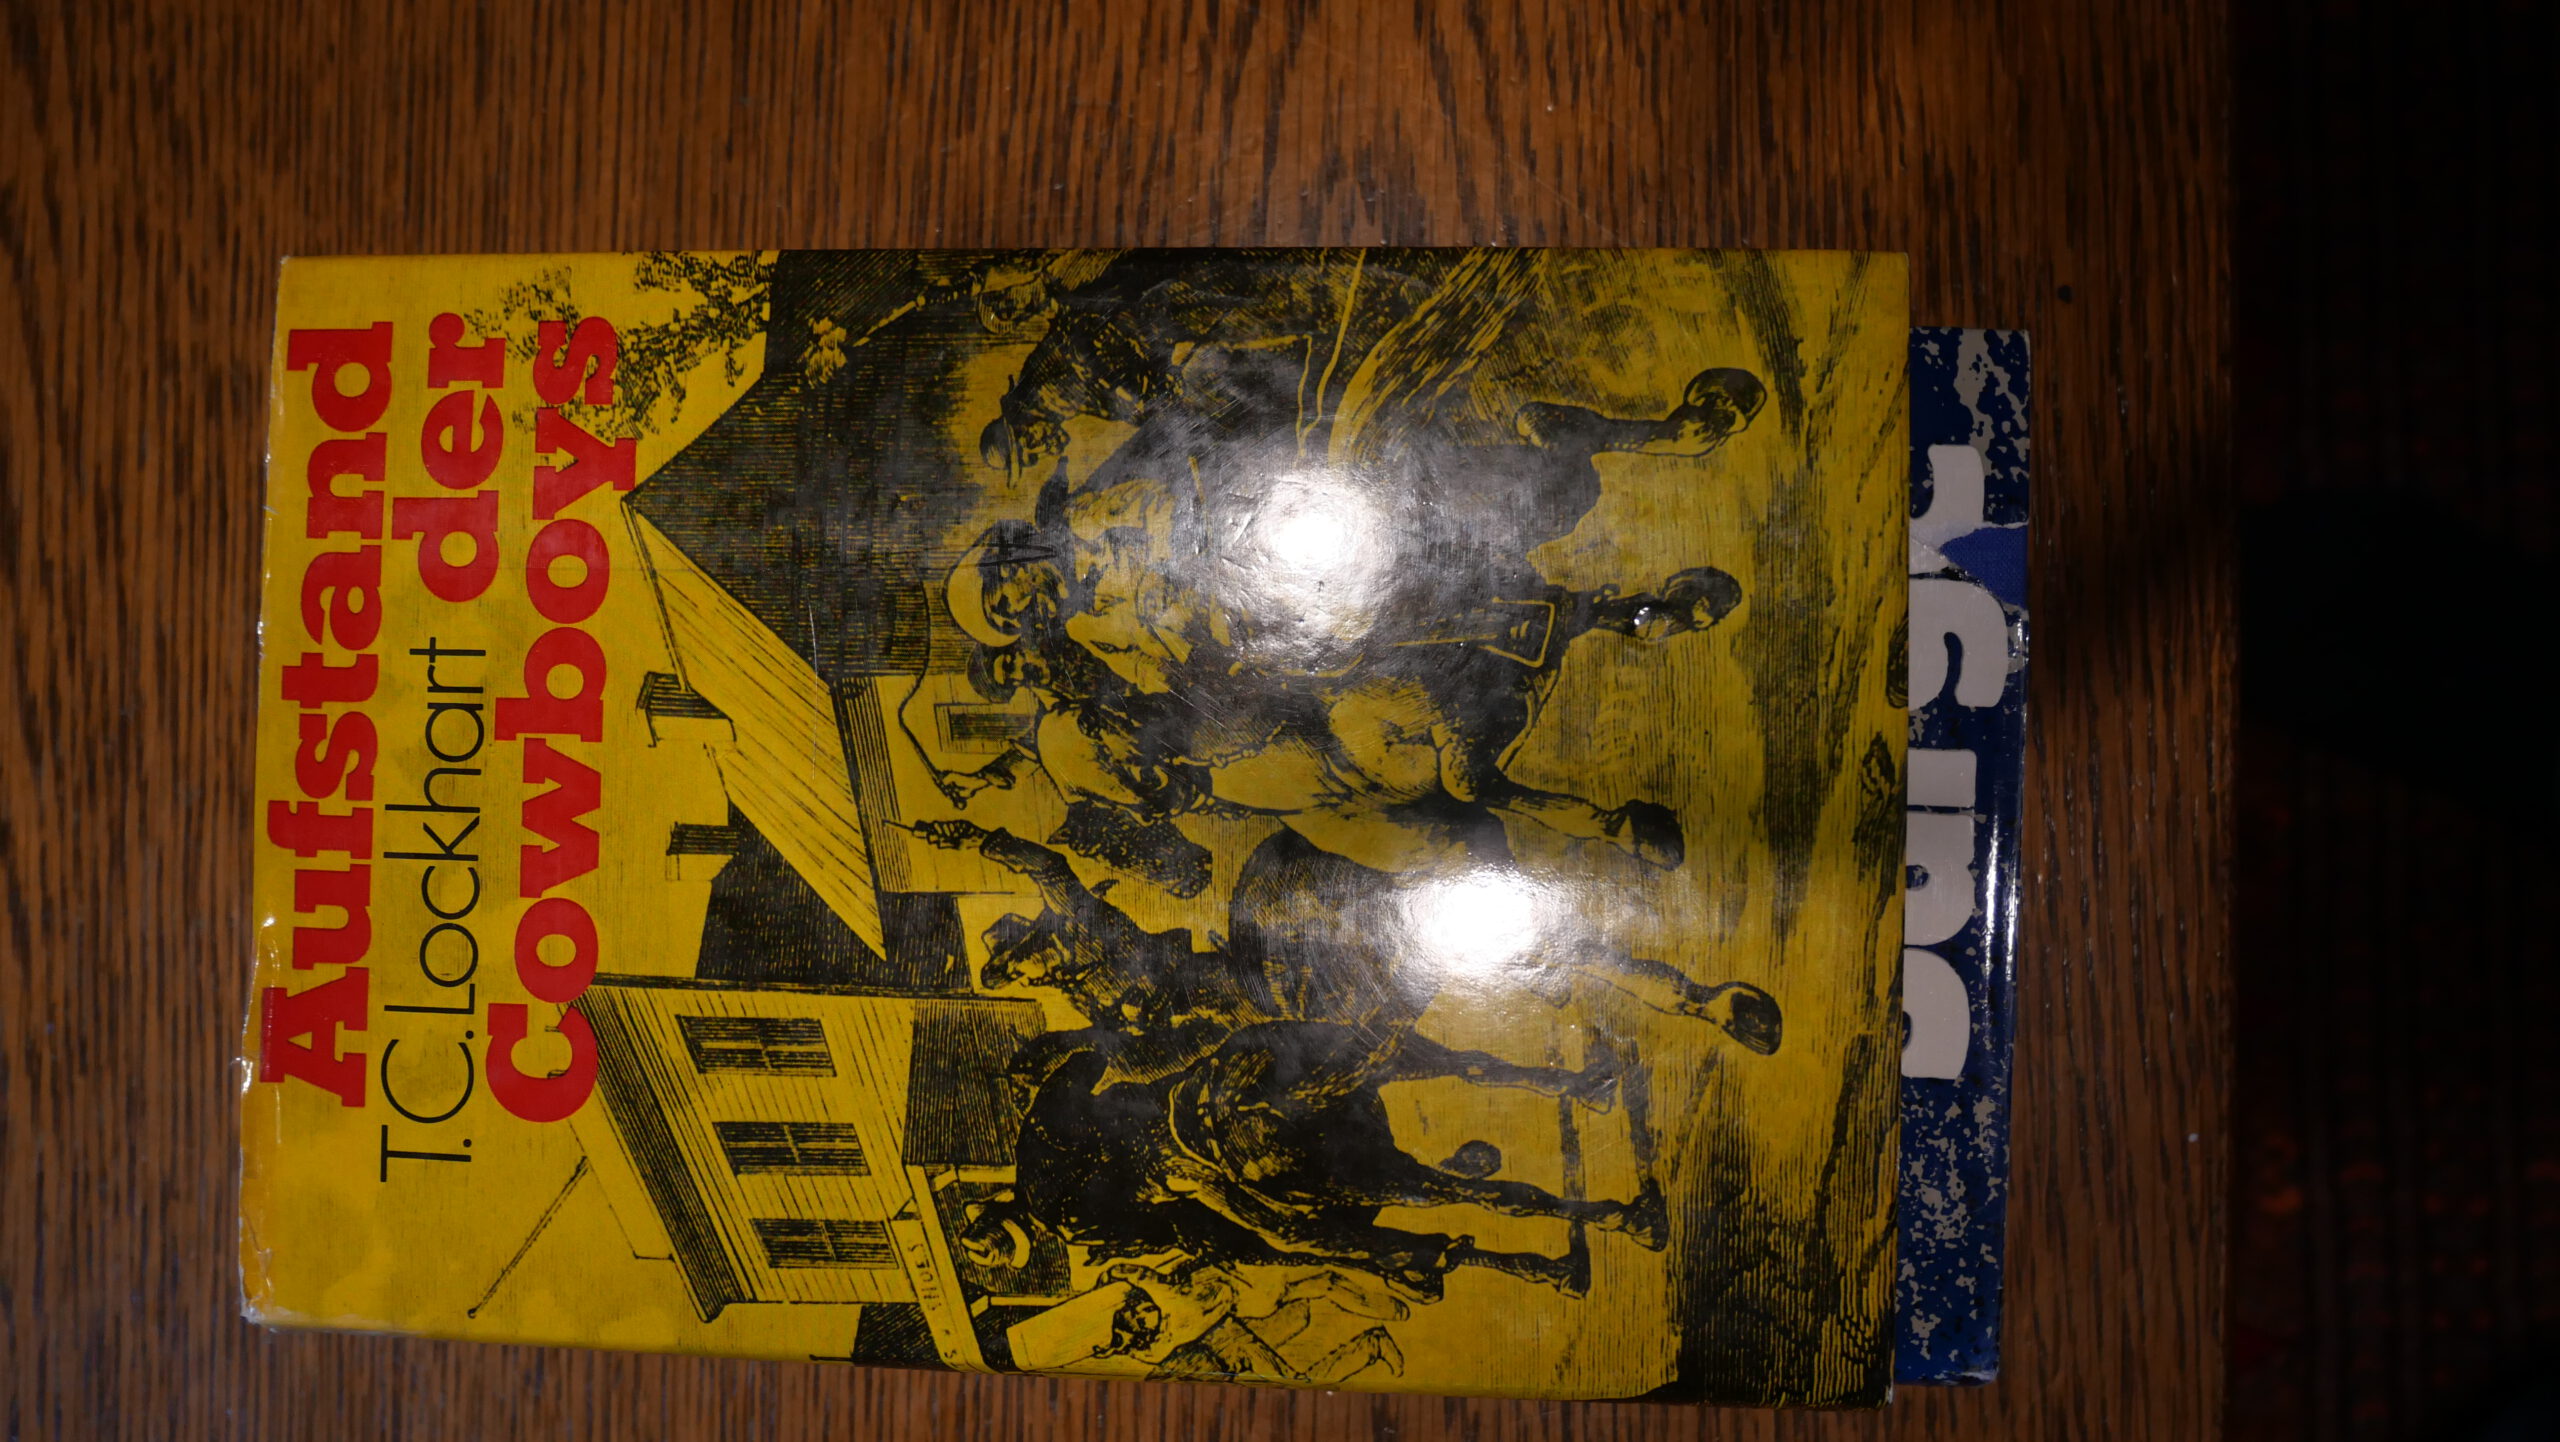 Aufstand
T.C.Lockhart der
Cowboys